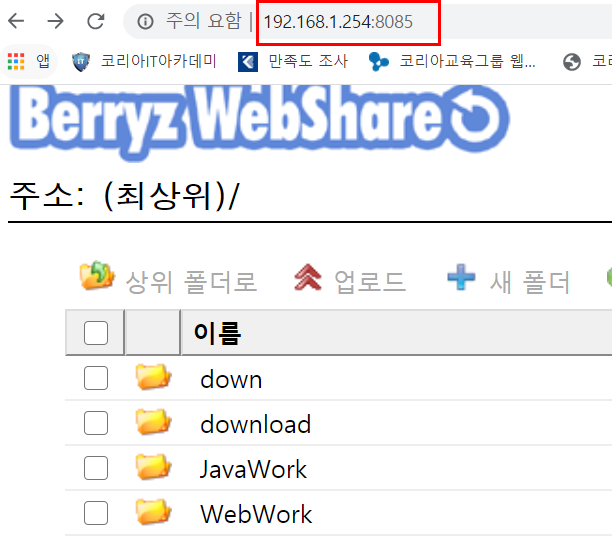 주의 요함 | 192.168.1.254:8085
앱 코리아IT아카데미 만족도 조사 코리아교육그룹 웹... 코리
Berryz WebShare
주소: (최상위)/
상위 폴더로 업로드 새 폴더
이름
down
download
JavaWork
WebWork